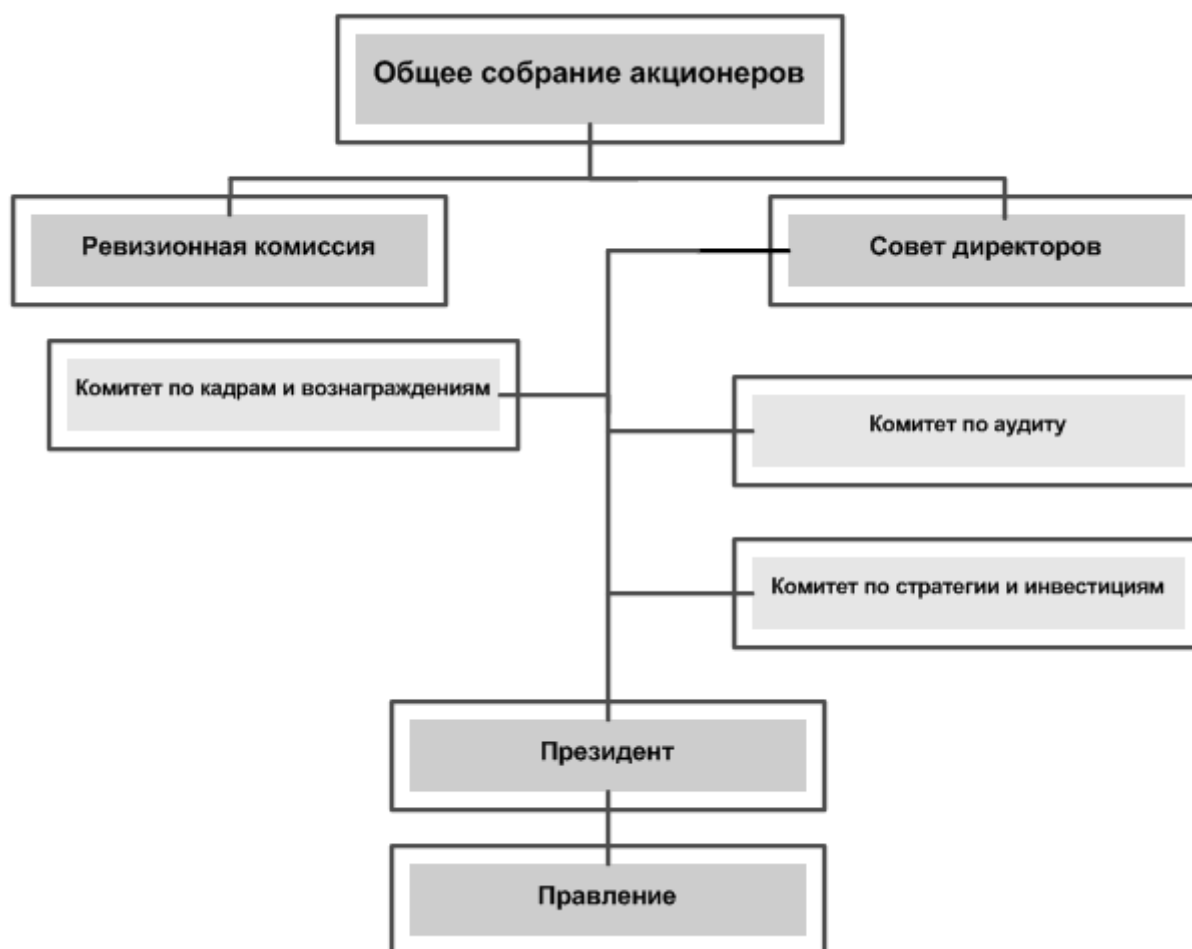 Общее собрание акционеров
Ревизионная комиссия
Совет директоров
Комитет по кадрам и вознаграждениям
Комитет по аудиту
Комитет по стратегии и инвестициям
Президент
Правление